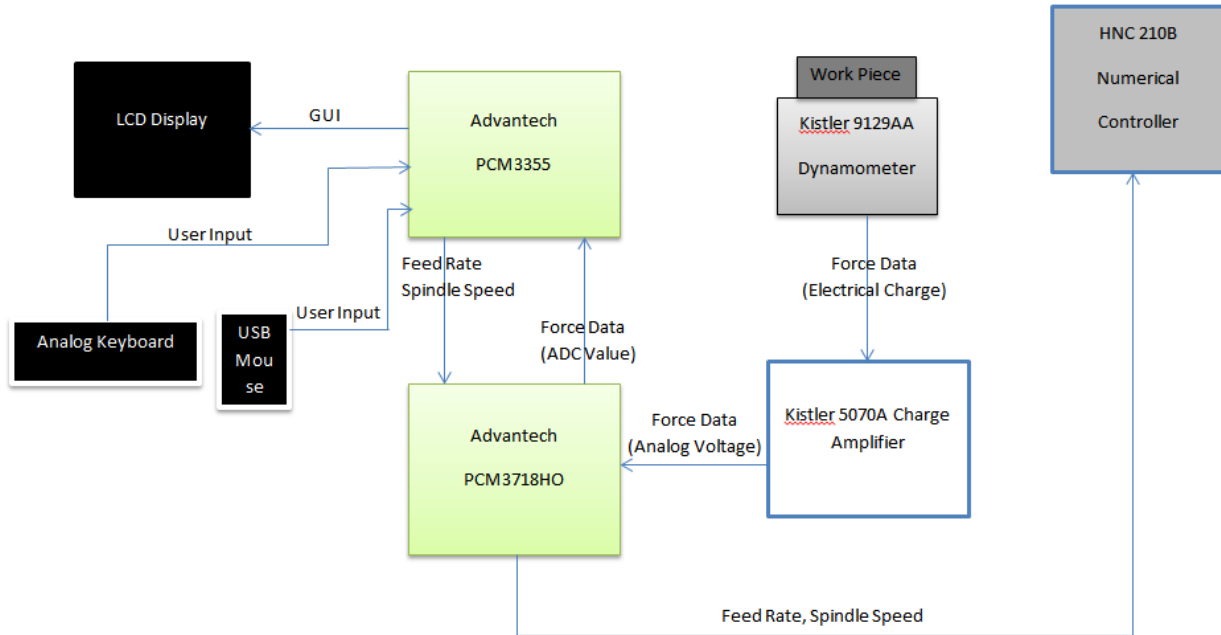 HNC 210B
Numerical
Controller
Work Piece
LCD Display
GUI
Advantech
PCM3355
Kistler 9129AA
Dynamometer
User Input
Feed Rate
Spindle Speed
Force Data
(Electrical Charge)
User Input
Analog Keyboard
USB
Mou
se
Force Data
(ADC Value)
Advantech
PCM3718HO
Force Data
(Analog Voltage)
Kistler 5070A Charge
Amplifier
Feed Rate, Spindle Speed